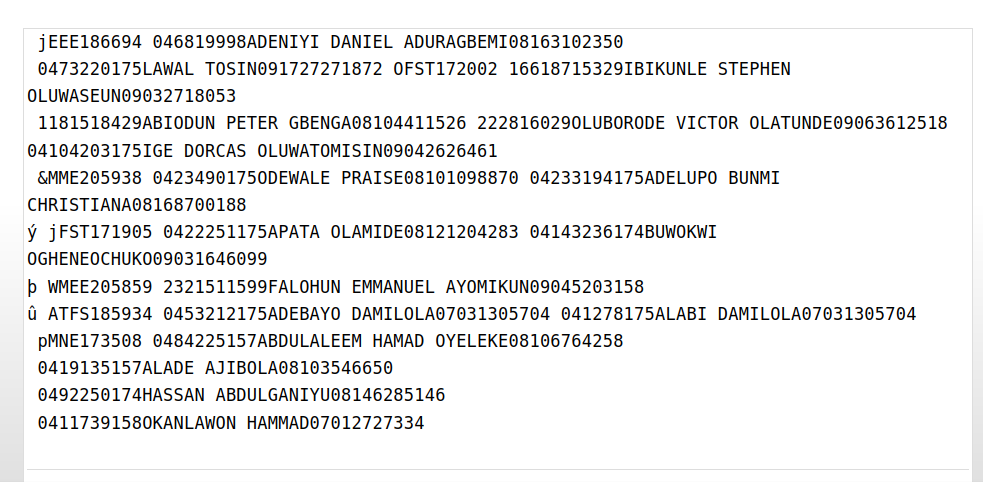 jEEE186694 046819998ADENIYI DANIEL ADURAGBEMI08163102350
0473220175LAWAL TOSIN091727271872 OFST172002 16618715329IBIKUNLE STEPHEN
OLUWASEUN09032718053
1181518429ABIODUN PETER GBENGA08104411526 222816029OLUBORODE VICTOR OLATUNDE09063612518
04104203175IGE DORCAS OLUWATOMISIN09042626461
&MME205938 0423490175ODEWALE PRAISE08101098870 04233194175ADELUPO BUNMI
CHRISTIANA08168700188
ý jFST171905 0422251175APATA OLAMIDE08121204283 04143236174BUWOKWI
OGHENEOCHUKO09031646099
þ WMEE205859 2321511599FALOHUN EMMANUEL AYOMIKUN09045203158
û ATFS185934 0453212175ADEBAYO DAMILOLA07031305704 041278175ALABI DAMILOLA07031305704
pMNE173508 0484225157ABDULALEEM HAMAD OYELEKE08106764258
0419135157ALADE AJIBOLA08103546650
0492250174HASSAN ABDULGANIYU08146285146
0411739158OKANLAWON HAMMAD07012727334